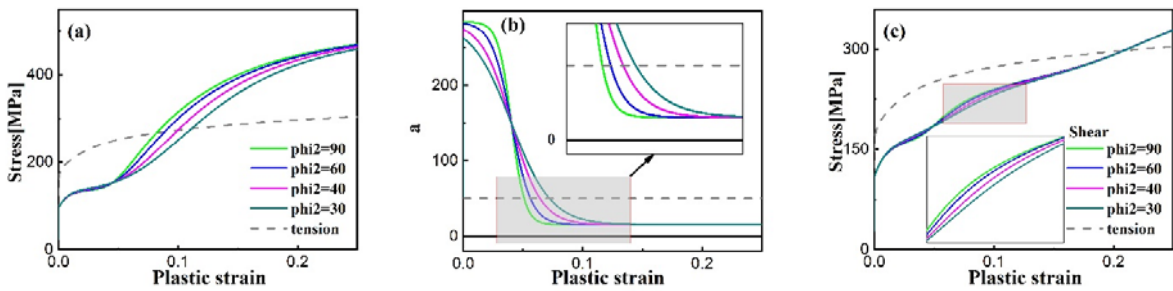 (a)
Stress[MPa]
400
200
0
phi2=90
phi2=60
phi2=40
phi2=30
tension
0.0
0.1
0.2
Plastic strain
(b)
a
200
100
0
0
0.0
0.1
0.2
Plastic strain
(c)
Stress[MPa]
300
150
0
Shear
phi2=90
phi2=60
phi2=40
phi2=30
tension
0.0
0.1
0.2
Plastic strain